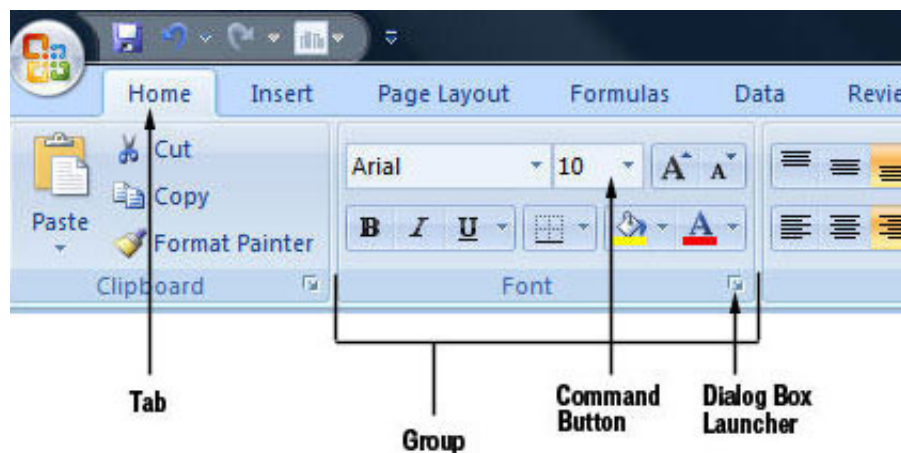 Home Insert Page Layout Formulas Data Revie
Cut
Copy
Paste
Format Painter
Arial 10 A A
B I U A
Clipboard Font
Tab
Group
Command
Button
Dialog Box
Launcher